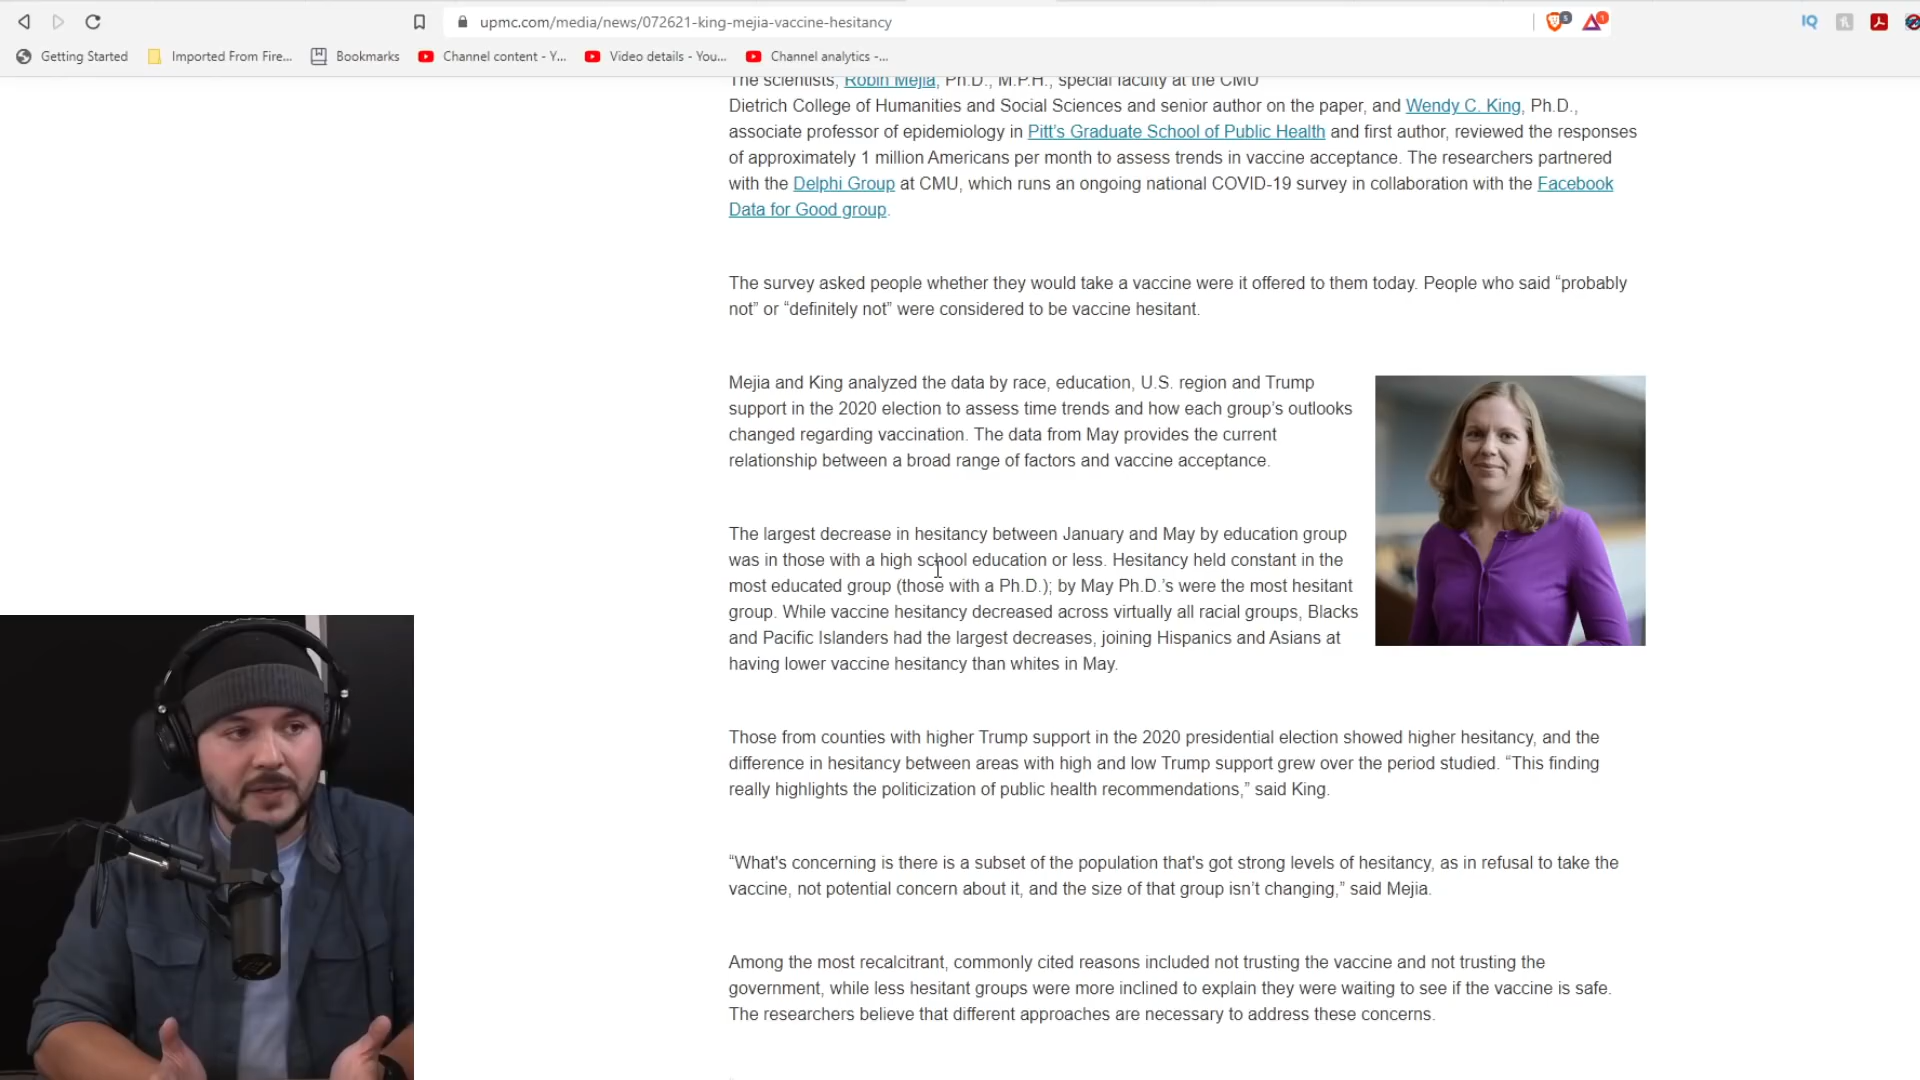 upmc.com/media/news/072621-king-mejia-vaccine-hesitancy
5
1
IQ
Getting Started
Imported From Fire...
Bookmarks
Channel content - Y...
Video details - You...
Channel analytics -...
The scientists, Robin Mejia, Ph.D., M.P.H., special faculty at the CMU
Dietrich College of Humanities and Social Sciences and senior author on the paper, and Wendy C. King, Ph.D.,
associate professor of epidemiology in Pitt's Graduate School of Public Health and first author, reviewed the responses
of approximately 1 million Americans per month to assess trends in vaccine acceptance. The researchers partnered
with the Delphi Group at CMU, which runs an ongoing national COVID-19 survey in collaboration with the Facebook
Data for Good group.
The survey asked people whether they would take a vaccine were it offered to them today. People who said “probably
not” or “definitely not” were considered to be vaccine hesitant.
Mejia and King analyzed the data by race, education, U.S. region and Trump
support in the 2020 election to assess time trends and how each group’s outlooks
changed regarding vaccination. The data from May provides the current
relationship between a broad range of factors and vaccine acceptance.
The largest decrease in hesitancy between January and May by education group
was in those with a high school education or less. Hesitancy held constant in the
most educated group (those with a Ph.D.); by May Ph.D.’s were the most hesitant
group. While vaccine hesitancy decreased across virtually all racial groups, Blacks
and Pacific Islanders had the largest decreases, joining Hispanics and Asians at
having lower vaccine hesitancy than whites in May.
Those from counties with higher Trump support in the 2020 presidential election showed higher hesitancy, and the
difference in hesitancy between areas with high and low Trump support grew over the period studied. “This finding
really highlights the politicization of public health recommendations,” said King.
“What's concerning is there is a subset of the population that's got strong levels of hesitancy, as in refusal to take the
vaccine, not potential concern about it, and the size of that group isn’t changing,” said Mejia.
Among the most recalcitrant, commonly cited reasons included not trusting the vaccine and not trusting the
government, while less hesitant groups were more inclined to explain they were waiting to see if the vaccine is safe.
The researchers believe that different approaches are necessary to address these concerns.